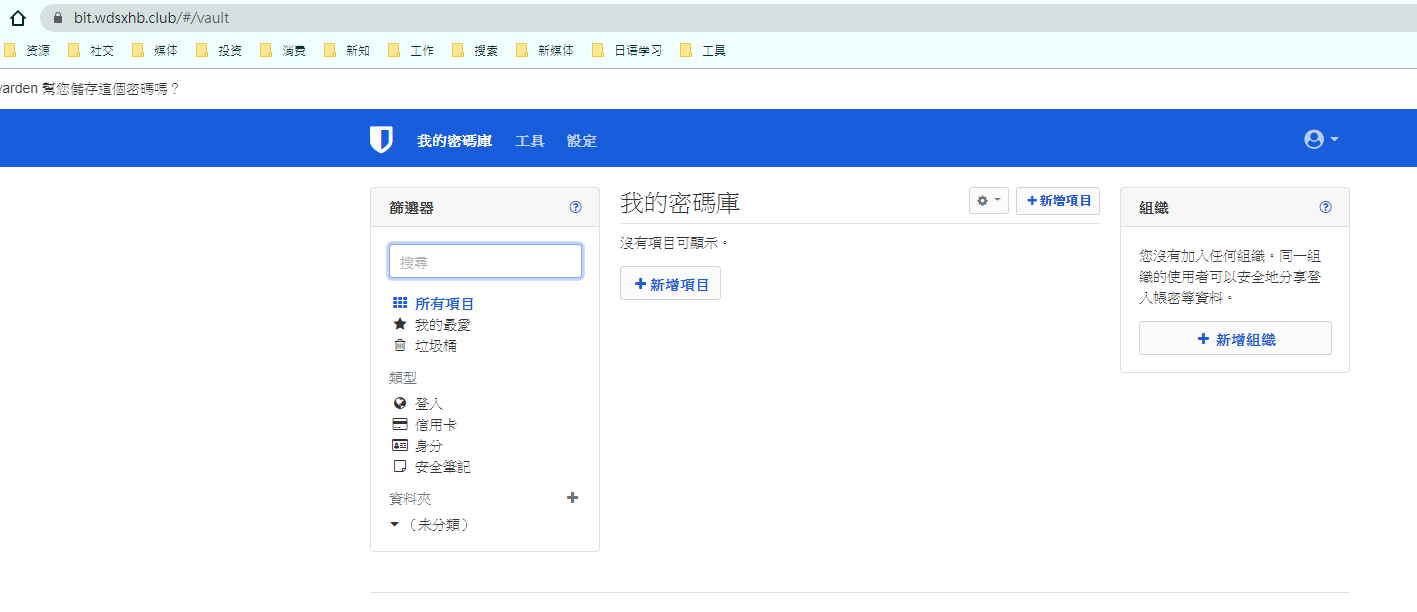 bit.wdsxhb.club/#/vault
资源 社交 媒体 投资 消费 新知 工作 搜索 新媒体 日语学习 工具
warden 幫您儲存這個密碼嗎？
我的密碼庫 工具 設定
篩選器
搜尋
所有項目
我的最愛
垃圾桶
類型
登入
信用卡
身分
安全筆記
資料夾
（未分類）
我的密碼庫
新增項目
沒有項目可顯示。
新增項目
組織
您沒有加入任何組織。同一組
織的使用者可以安全地分享登
入帳密等資料。
新增組織